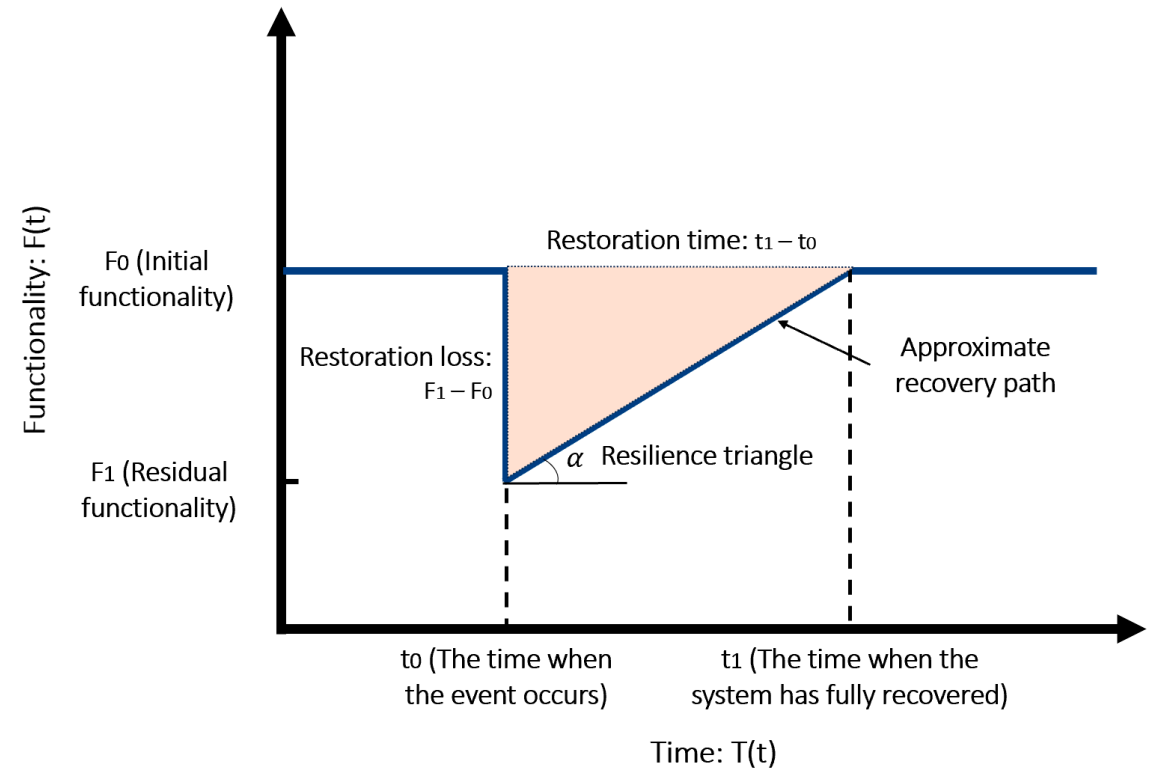 Functionality: F(t)
F0 (Initial
functionality)
Restoration time: t1 – t0
Restoration loss:
F1 – F0
Approximate
recovery path
F1 (Residual
functionality)
α Resilience triangle
t0 (The time when
the event occurs)
t1 (The time when the
system has fully recovered)
Time: T(t)